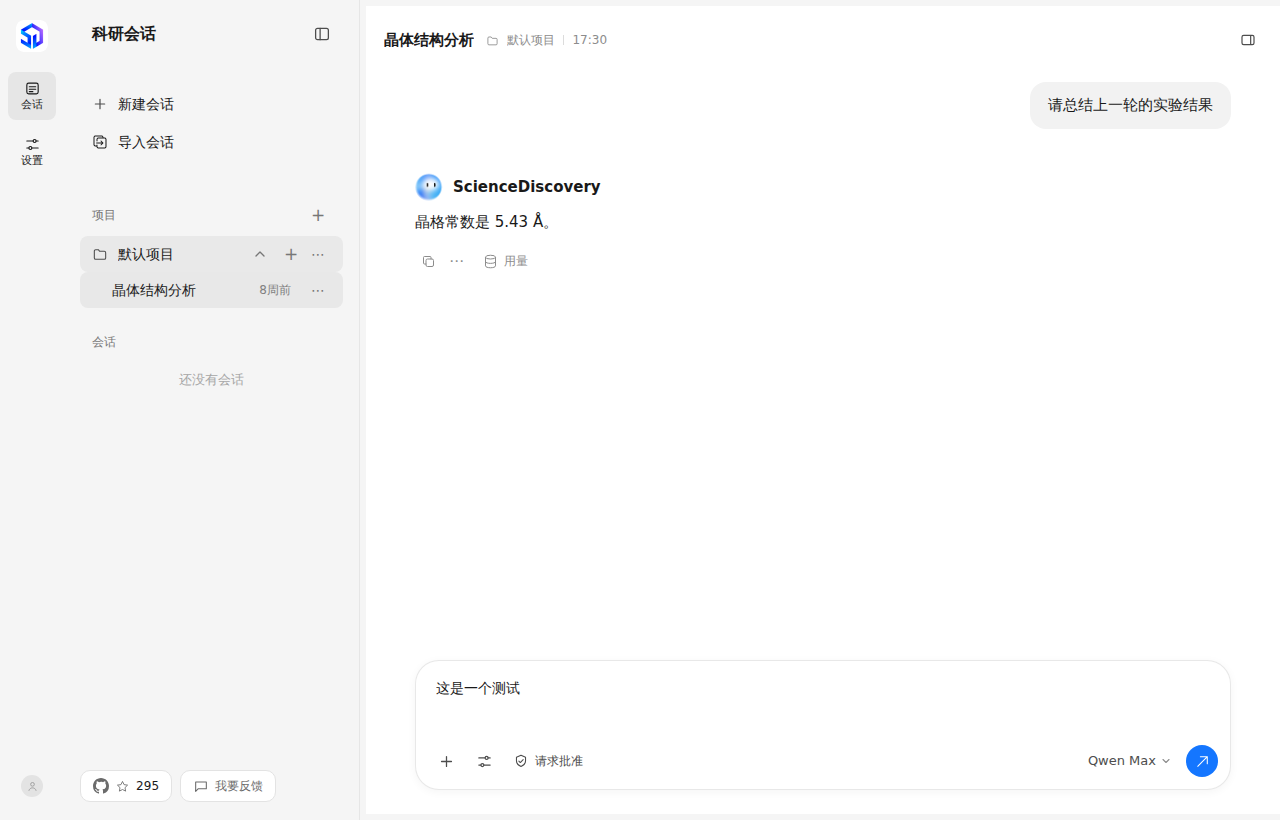 科研会话
会话
设置
新建会话
导入会话
项目
默认项目
晶体结构分析 8周前
会话
还没有会话
295 我要反馈
晶体结构分析 默认项目 17:30
请总结上一轮的实验结果
ScienceDiscovery
晶格常数是 5.43 Å。
用量
这是一个测试
请求批准 Qwen Max